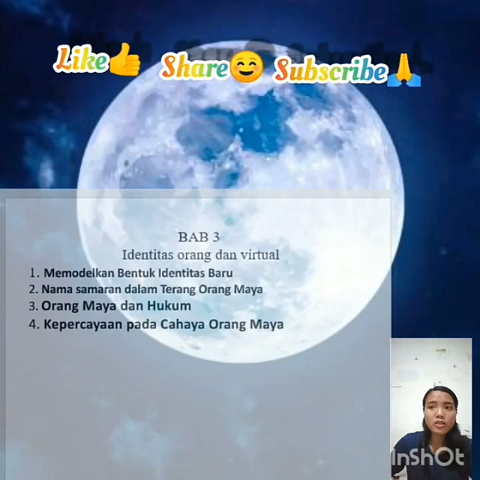 Like👍 Share😊 Subscribe🙏
BAB 3
Identitas orang dan virtual
1. Memodelkan Bentuk Identitas Baru
2. Nama samaran dalam Terang Orang Maya
3. Orang Maya dan Hukum
4. Kepercayaan pada Cahaya Orang Maya
InShOt